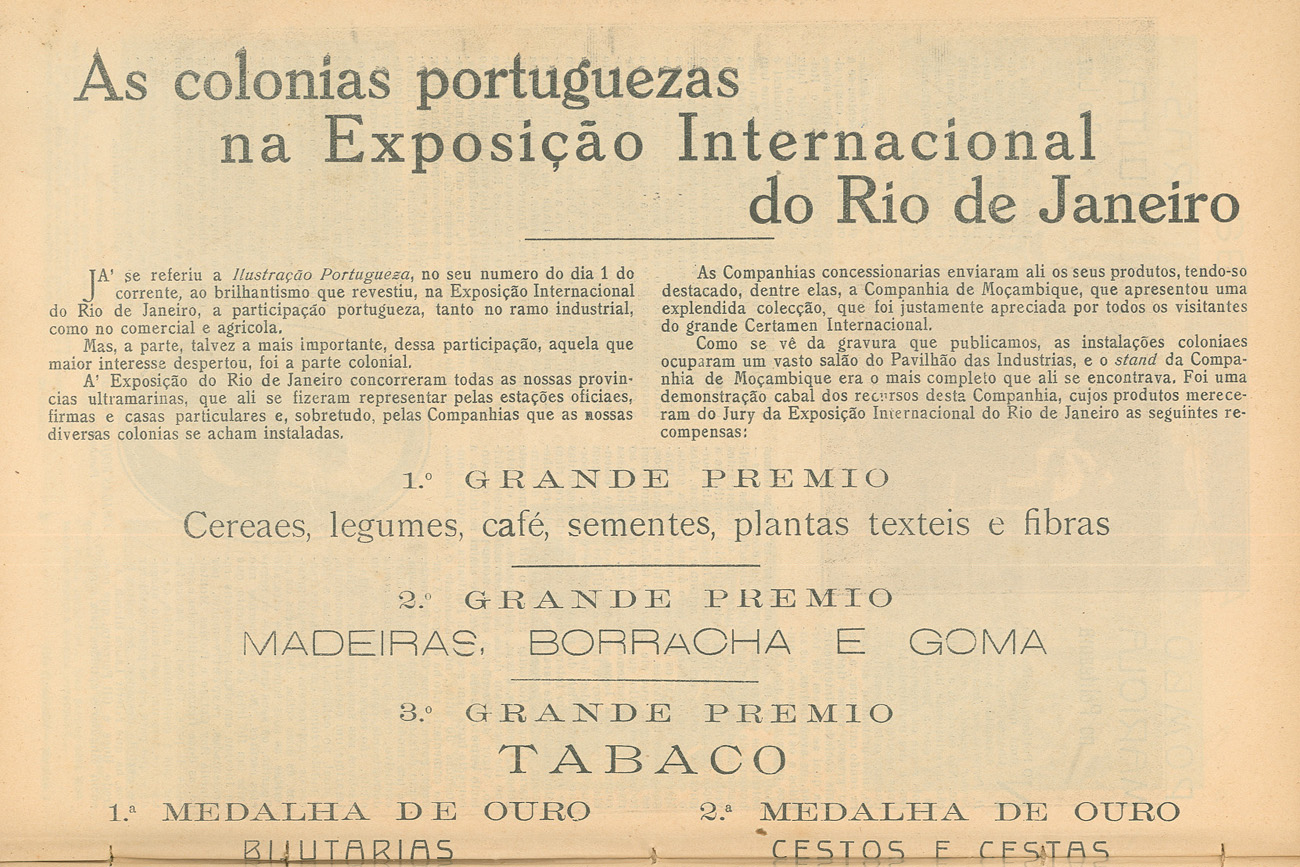 As colonias portuguezas
na Exposição Internacional
do Rio de Janeiro
JA' se referiu a Ilustração Portugueza, no seu numero do dia 1 do
corrente, ao brilhantismo que revestiu, na Exposição Internacional
do Rio de Janeiro, a participação portugueza, tanto no ramo industrial,
como no comercial e agricola.
Mas, a parte, talvez a mais importante, dessa participação, aquela que
maior interesse despertou, foi a parte colonial.
A' Exposição do Rio de Janeiro concorreram todas as nossas provin-
cias ultramarinas, que ali se fizeram representar pelas estações oficiaes,
firmas e casas particulares e, sobretudo, pelas Companhias que as nossas
diversas colonias se acham instaladas.
As Companhias concessionarias enviaram ali os seus produtos, tendo-so
destacado, dentre elas, a Companhia de Moçambique, que apresentou uma
explendida colecção, que foi justamente apreciada por todos os visitantes
do grande Certamen Internacional.
Como se vê da gravura que publicamos, as instalações coloniaes
ocuparam um vasto salão do Pavilhão das Industrias, e o stand da Compa-
nhia de Moçambique era o mais completo que ali se encontrava. Foi uma
demonstração cabal dos recursos desta Companhia, cujos produtos merece-
ram do Jury da Exposição Internacional do Rio de Janeiro as seguintes re-
compensas:
1.º GRANDE PREMIO
Cereaes, legumes, café, sementes, plantas texteis e fibras
2.º GRANDE PREMIO
MADEIRAS, BORRACHA E GOMA
3.º GRANDE PREMIO
TABACO
1.ª MEDALHA DE OURO
BIJUTARIAS
2.ª MEDALHA DE OURO
CESTOS E CESTAS